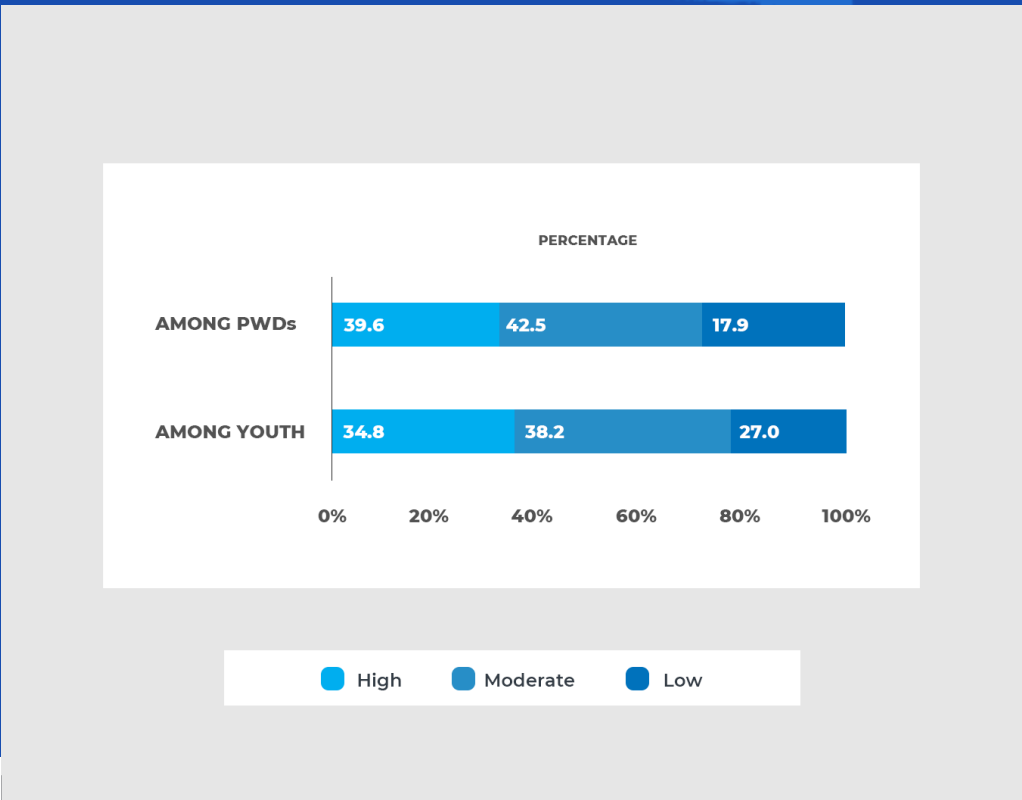 PERCENTAGE
AMONG PWDs 39.6 42.5 17.9
AMONG YOUTH 34.8 38.2 27.0
0% 20% 40% 60% 80% 100%
High Moderate Low